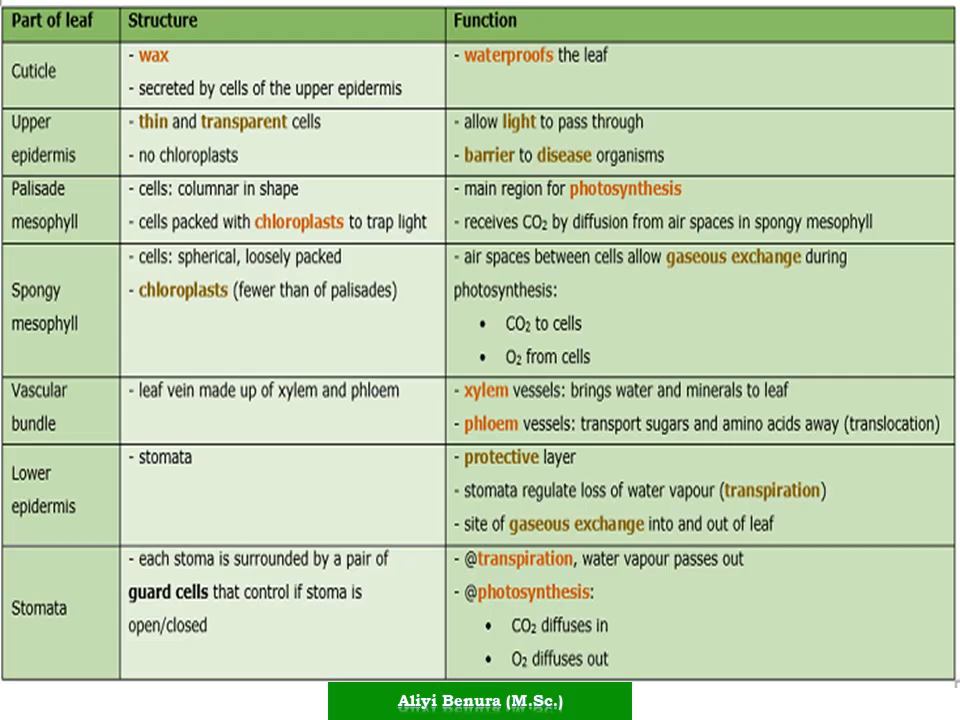 Part of leaf Structure Function
Cuticle
- wax
- secreted by cells of the upper epidermis
- waterproofs the leaf
Upper
epidermis
- thin and transparent cells
- no chloroplasts
- allow light to pass through
- barrier to disease organisms
Palisade
mesophyll
- cells: columnar in shape
- cells packed with chloroplasts to trap light
- main region for photosynthesis
- receives CO₂ by diffusion from air spaces in spongy mesophyll
Spongy
mesophyll
- cells: spherical, loosely packed
- chloroplasts (fewer than of palisades)
- air spaces between cells allow gaseous exchange during
photosynthesis:
• CO₂ to cells
• O₂ from cells
Vascular
bundle
- leaf vein made up of xylem and phloem
- xylem vessels: brings water and minerals to leaf
- phloem vessels: transport sugars and amino acids away (translocation)
Lower
epidermis
- stomata
- protective layer
- stomata regulate loss of water vapour (transpiration)
- site of gaseous exchange into and out of leaf
Stomata
- each stoma is surrounded by a pair of
guard cells that control if stoma is
open/closed
- @transpiration, water vapour passes out
- @photosynthesis:
• CO₂ diffuses in
• O₂ diffuses out
Aliyi Benura (M.Sc.)